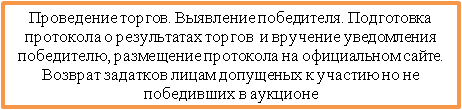 Проведение торгов. Выявление победителя. Подготовка
протокола о результатах торгов и вручение уведомления
победителю, размещение протокола на официальном сайте.
Возврат задатков лицам допущеных к участию но не
победивших в аукционе